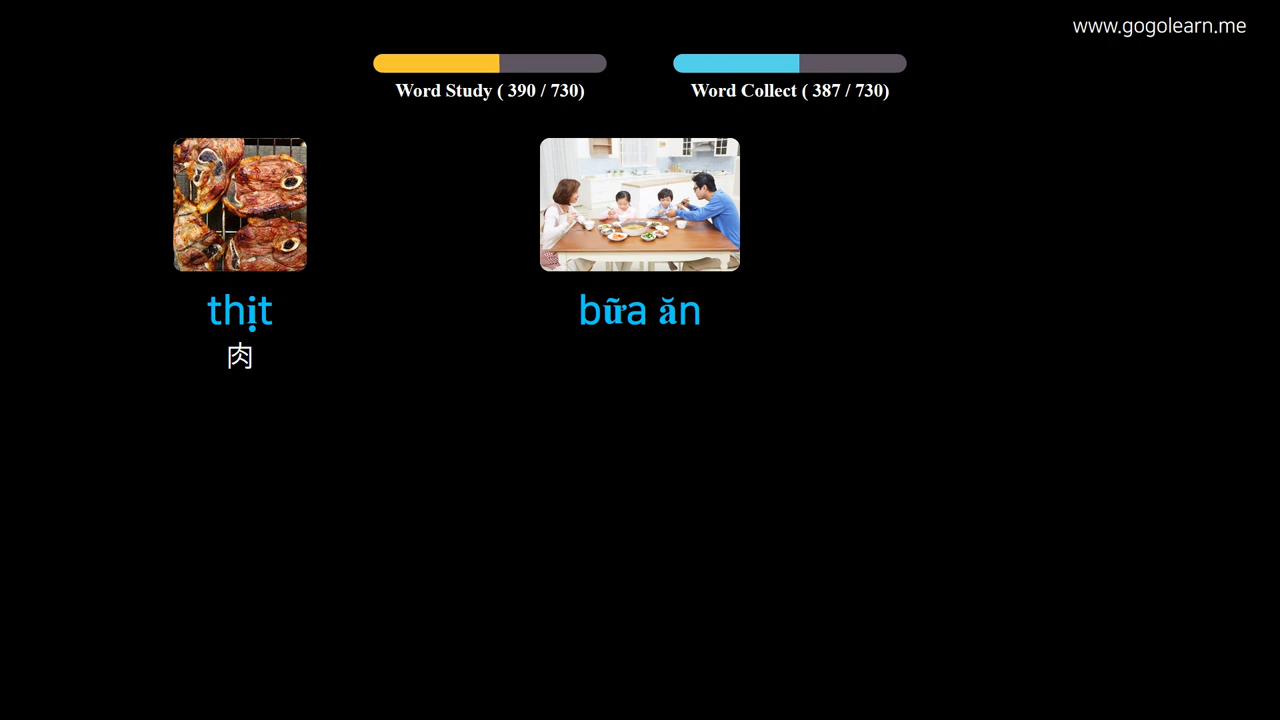 www.gogolearn.me
Word Study ( 390 / 730)
Word Collect ( 387 / 730)
thịt
肉
bữa ăn